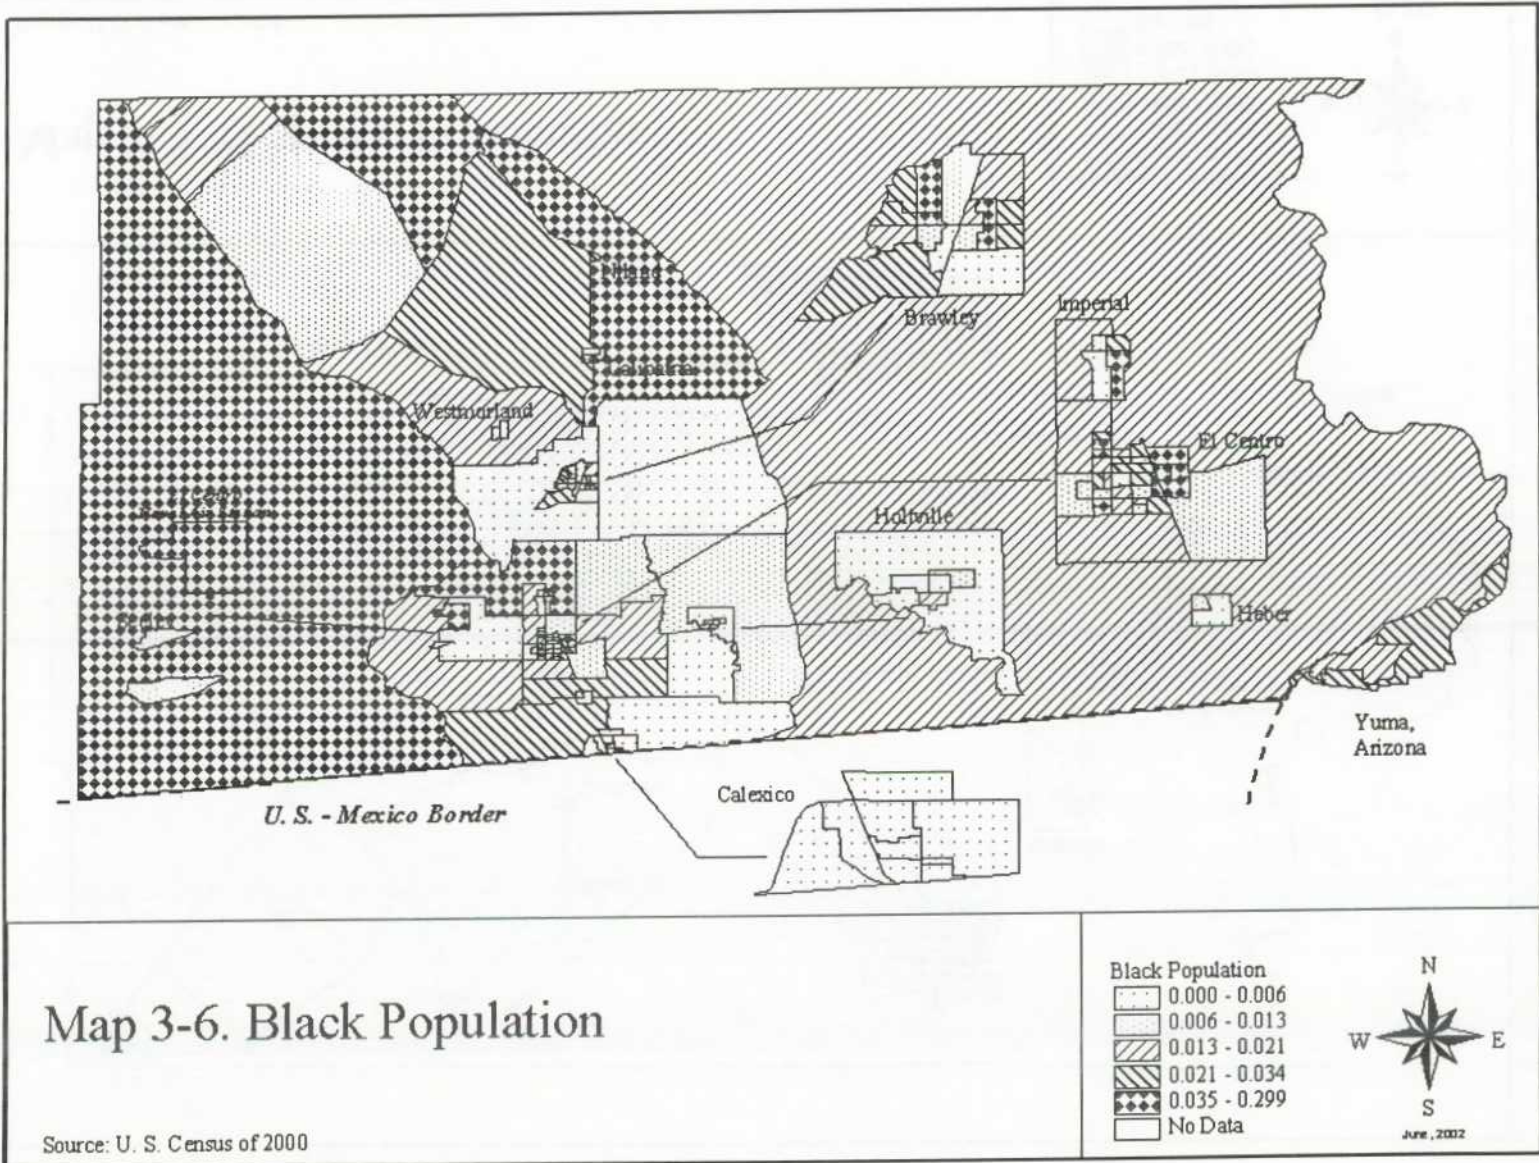 Brawley
Imperial
Westmorland
El Centro
Holtville
Heber
Yuma,
Arizona
Calexico
U. S. - Mexico Border
Map 3-6. Black Population
Source: U. S. Census of 2000
Black Population
0.000 - 0.006
0.006 - 0.013
0.013 - 0.021
0.021 - 0.034
0.035 - 0.299
No Data
N
W
E
S
June, 2002